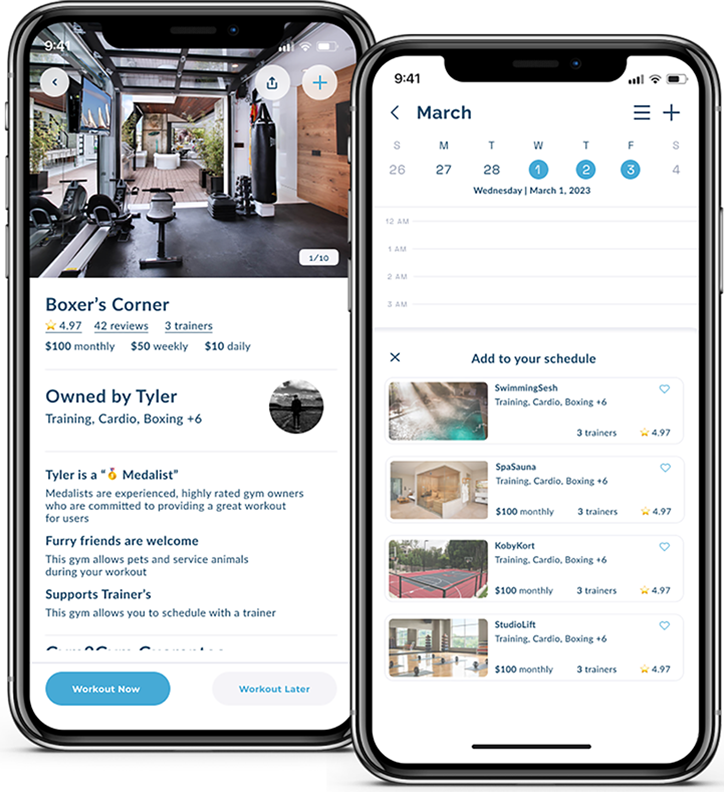 9:41
1/10
Boxer's Corner
4.97 42 reviews 3 trainers
$100 monthly $50 weekly $10 daily
Owned by Tyler
Training, Cardio, Boxing +6
Tyler is a "🏅 Medalist"
Medalists are experienced, highly rated gym owners
who are committed to providing a great workout
for users
Furry friends are welcome
This gym allows pets and service animals
during your workout
Supports Trainer's
This gym allows you to schedule with a trainer
Workout Now Workout Later
9:41
March
S M T W T F S
26 27 28 1 2 3 4
Wednesday | March 1, 2023
12 AM
1 AM
2 AM
3 AM
Add to your schedule
SwimmingSesh
Training, Cardio, Boxing +6
3 trainers 4.97
SpaSauna
Training, Cardio, Boxing +6
$100 monthly 3 trainers 4.97
KobyKort
Training, Cardio, Boxing +6
$100 monthly 3 trainers 4.97
StudioLift
Training, Cardio, Boxing +6
$100 monthly 3 trainers 4.97